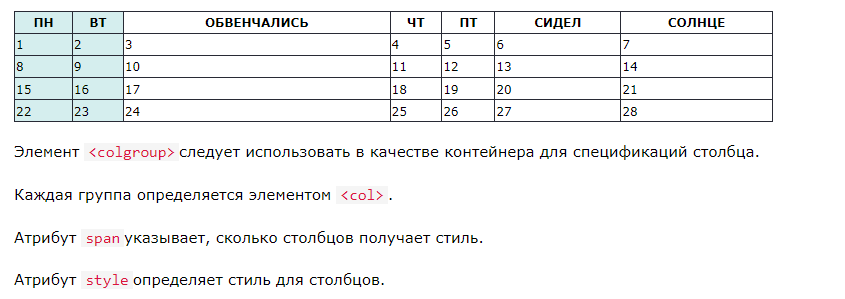 ПН ВТ ОБВЕНЧАЛИСЬ ЧТ ПТ СИДЕЛ СОЛНЦЕ
1 2 3 4 5 6 7
8 9 10 11 12 13 14
15 16 17 18 19 20 21
22 23 24 25 26 27 28
Элемент <colgroup> следует использовать в качестве контейнера для спецификаций столбца.
Каждая группа определяется элементом <col>.
Атрибут span указывает, сколько столбцов получает стиль.
Атрибут style определяет стиль для столбцов.